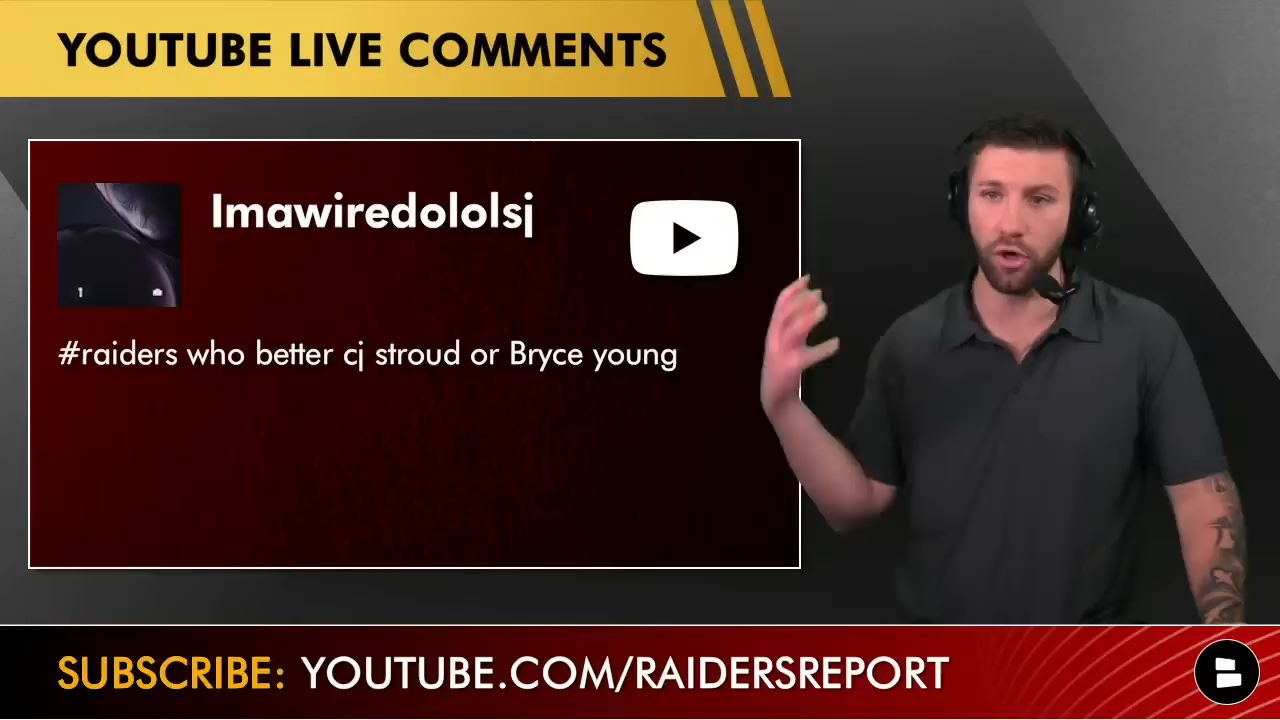 YOUTUBE LIVE COMMENTS
Imawiredololsj
#raiders who better cj stroud or Bryce young
SUBSCRIBE: YOUTUBE.COM/RAIDERSREPORT